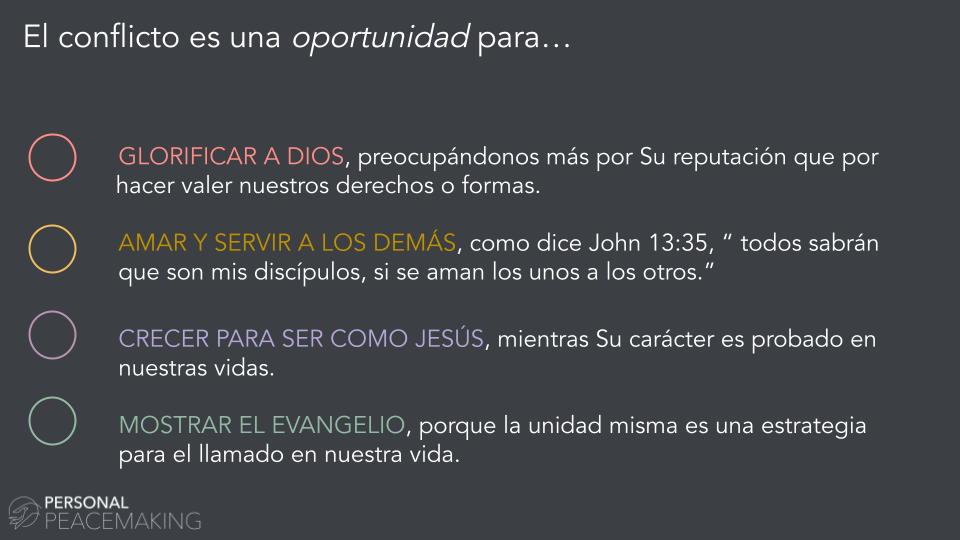 El conflicto es una oportunidad para…
GLORIFICAR A DIOS, preocupándonos más por Su reputación que por
hacer valer nuestros derechos o formas.
AMAR Y SERVIR A LOS DEMÁS, como dice John 13:35, “ todos sabrán
que son mis discípulos, si se aman los unos a los otros.”
CRECER PARA SER COMO JESÚS, mientras Su carácter es probado en
nuestras vidas.
MOSTRAR EL EVANGELIO, porque la unidad misma es una estrategia
para el llamado en nuestra vida.
PERSONAL
PEACEMAKING